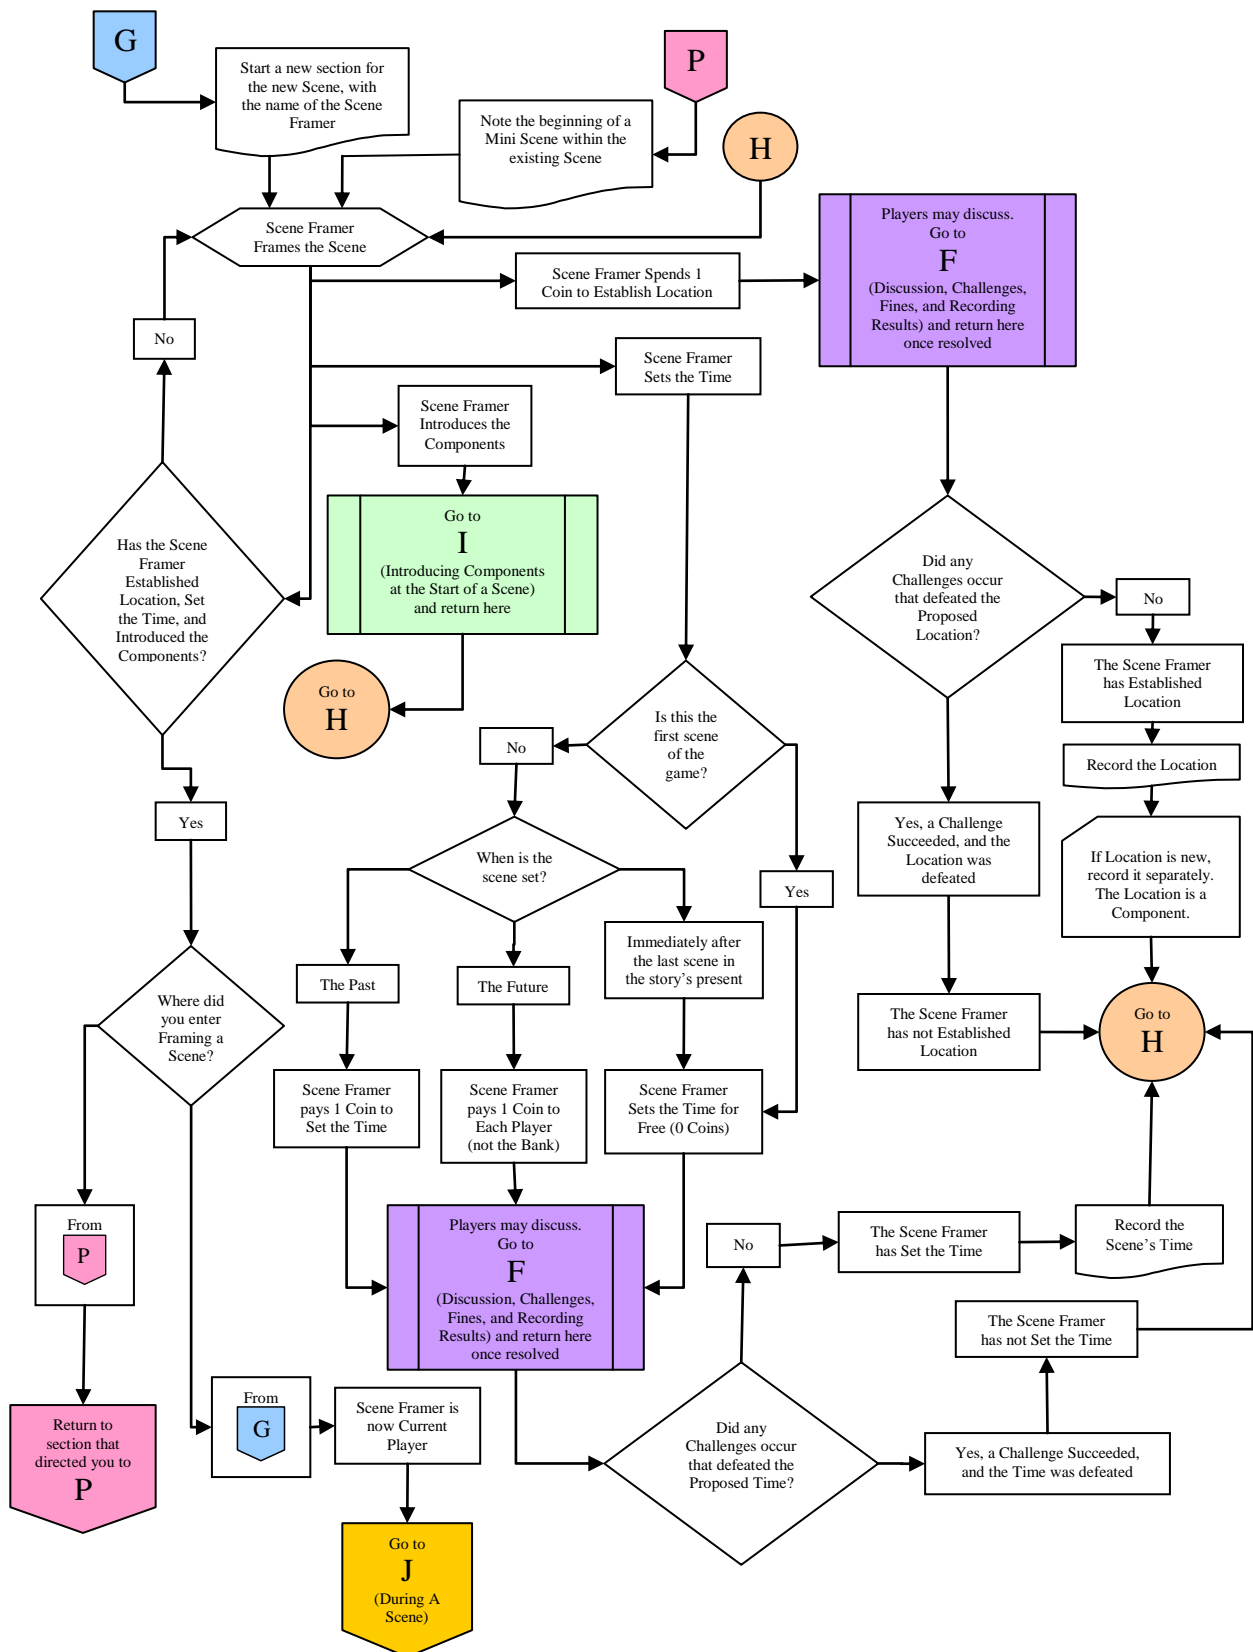 G
Start a new section for
the new Scene, with
the name of the Scene
Framer
P
Note the beginning of a
Mini Scene within the
existing Scene
H
Scene Framer
Frames the Scene
Scene Framer Spends 1
Coin to Establish Location
Players may discuss.
Go to
F
(Discussion, Challenges,
Fines, and Recording
Results) and return here
once resolved
No
Scene Framer
Sets the Time
Scene Framer
Introduces the
Components
Go to
I
(Introducing Components
at the Start of a Scene)
and return here
Go to
H
Has the Scene
Framer
Established
Location, Set
the Time, and
Introduced the
Components?
Did any
Challenges occur
that defeated the
Proposed
Location?
No
The Scene Framer
has Established
Location
Record the Location
If Location is new,
record it separately.
The Location is a
Component.
Is this the
first scene
of the
game?
No
Yes
Yes
When is the
scene set?
Yes, a Challenge
Succeeded, and the
Location was
defeated
The Past
The Future
Immediately after
the last scene in
the story's present
The Scene Framer
has not Established
Location
Go to
H
Where did
you enter
Framing a
Scene?
Scene Framer
pays 1 Coin to
Set the Time
Scene Framer
pays 1 Coin to
Each Player
(not the Bank)
Scene Framer
Sets the Time for
Free (0 Coins)
From
P
Players may discuss.
Go to
F
(Discussion, Challenges,
Fines, and Recording
Results) and return here
once resolved
No
The Scene Framer
has Set the Time
Record the
Scene's Time
The Scene Framer
has not Set the Time
Return to
section that
directed you to
P
From
G
Scene Framer is
now Current
Player
Did any
Challenges occur
that defeated the
Proposed Time?
Yes, a Challenge Succeeded,
and the Time was defeated
Go to
J
(During A
Scene)